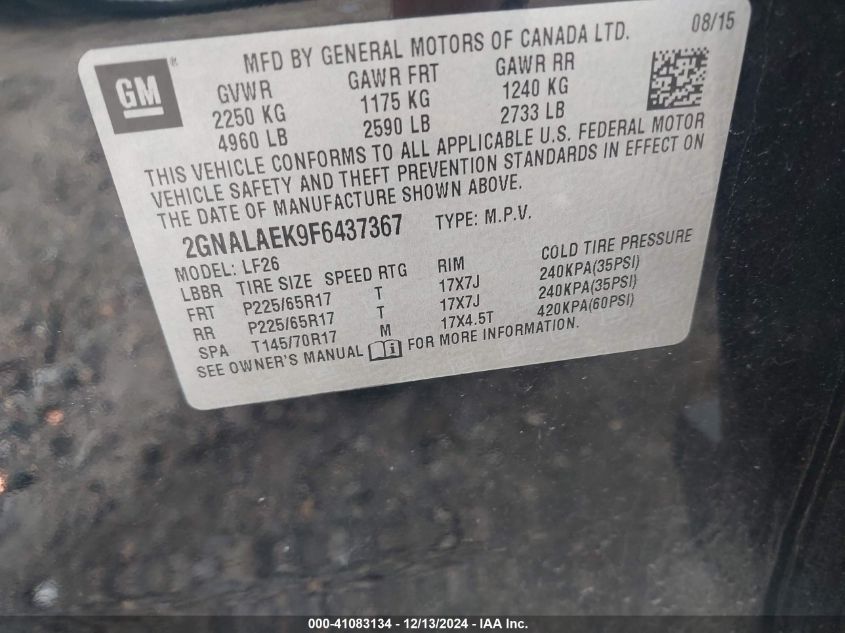 GM
MFD BY GENERAL MOTORS OF CANADA LTD. 08/15
GVWR GAWR FRT GAWR RR
2250 KG 1175 KG 1240 KG
4960 LB 2590 LB 2733 LB
THIS VEHICLE CONFORMS TO ALL APPLICABLE U.S. FEDERAL MOTOR
VEHICLE SAFETY AND THEFT PREVENTION STANDARDS IN EFFECT ON
THE DATE OF MANUFACTURE SHOWN ABOVE.
2GNALAEK9F6437367 TYPE: M.P.V.
MODEL: LF26
LBBR TIRE SIZE SPEED RTG RIM COLD TIRE PRESSURE
FRT P225/65R17 T 17X7J 240KPA(35PSI)
RR P225/65R17 T 17X7J 240KPA(35PSI)
SPA T145/70R17 M 17X4.5T 420KPA(60PSI)
SEE OWNER'S MANUAL FOR MORE INFORMATION.
000-41083134 - 12/13/2024 - IAA Inc.